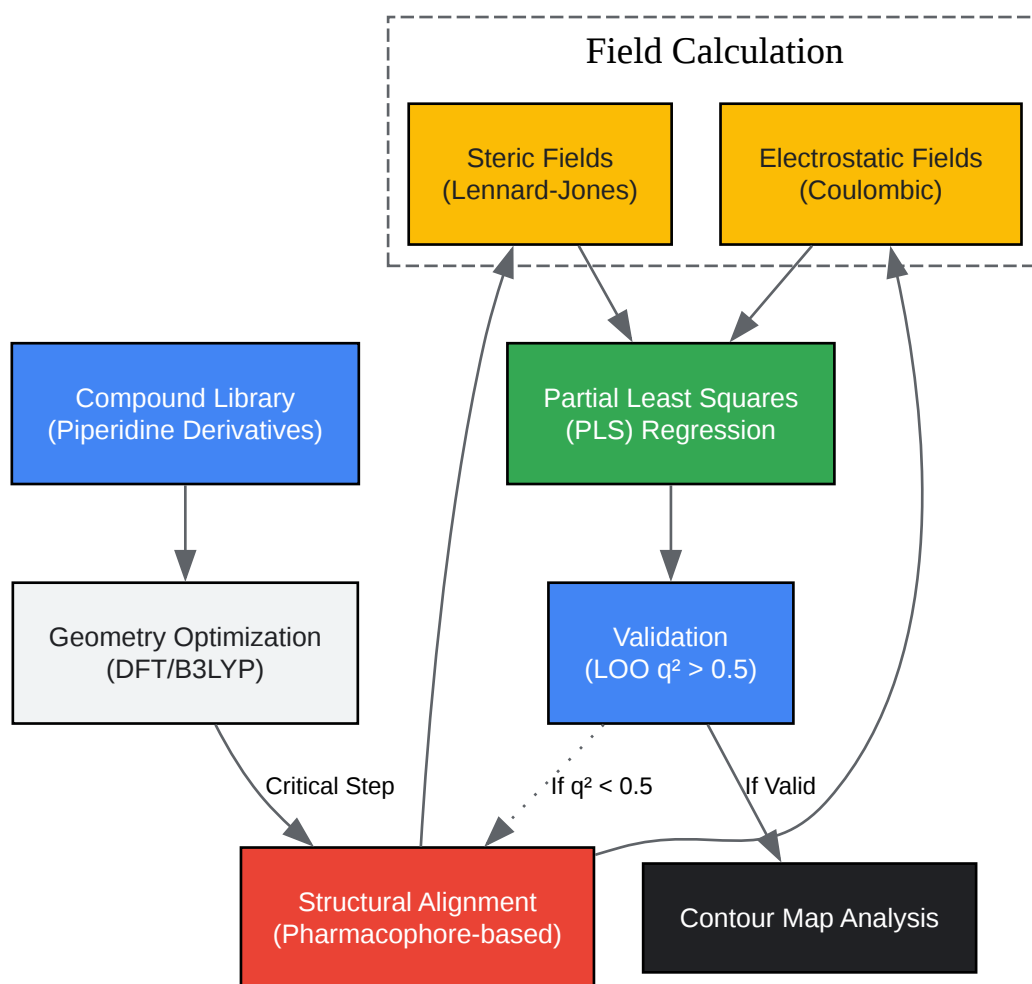 Field Calculation
Steric Fields
(Lennard-Jones)
Electrostatic Fields
(Coulombic)
Compound Library
(Piperidine Derivatives)
Partial Least Squares
(PLS) Regression
Geometry Optimization
(DFT/B3LYP)
Validation
(LOO q² > 0.5)
Critical Step
If q² < 0.5
If Valid
Structural Alignment
(Pharmacophore-based)
Contour Map Analysis